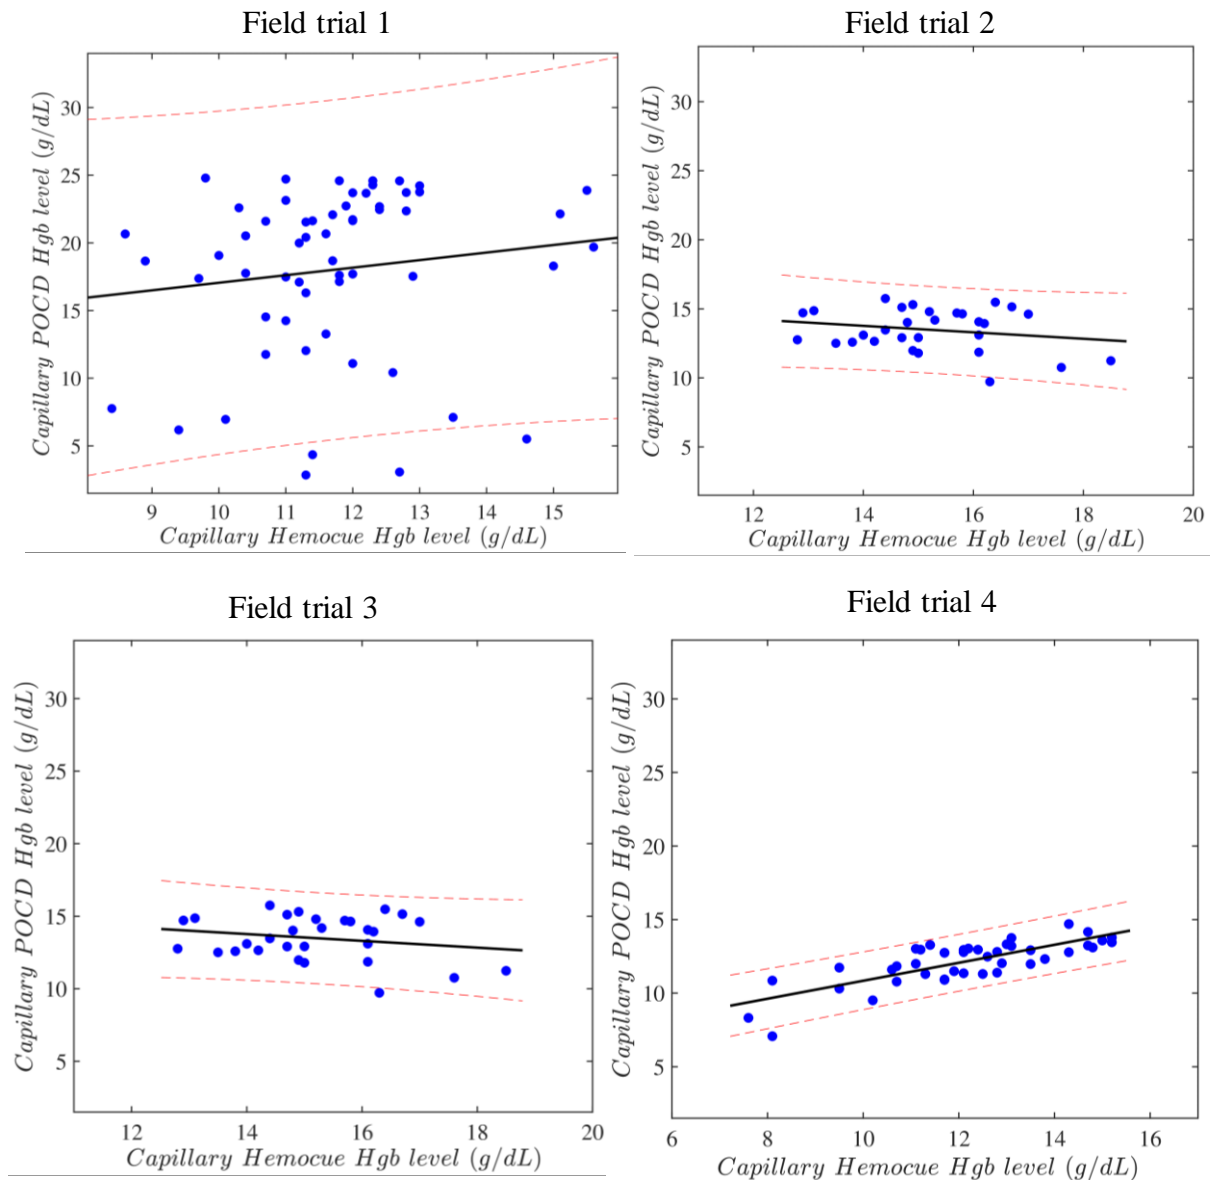 Field trial 1
Field trial 2
Capillary POCD Hgb level (g/dL)
30
25
20
15
10
5
9 10 11 12 13 14 15
Capillary Hemocue Hgb level (g/dL)
Capillary POCD Hgb level (g/dL)
30
25
20
15
10
5
12 14 16 18 20
Capillary Hemocue Hgb level (g/dL)
Field trial 3
Field trial 4
Capillary POCD Hgb level (g/dL)
30
25
20
15
10
5
12 14 16 18 20
Capillary Hemocue Hgb level (g/dL)
Capillary POCD Hgb level (g/dL)
30
25
20
15
10
5
6 8 10 12 14 16
Capillary Hemocue Hgb level (g/dL)